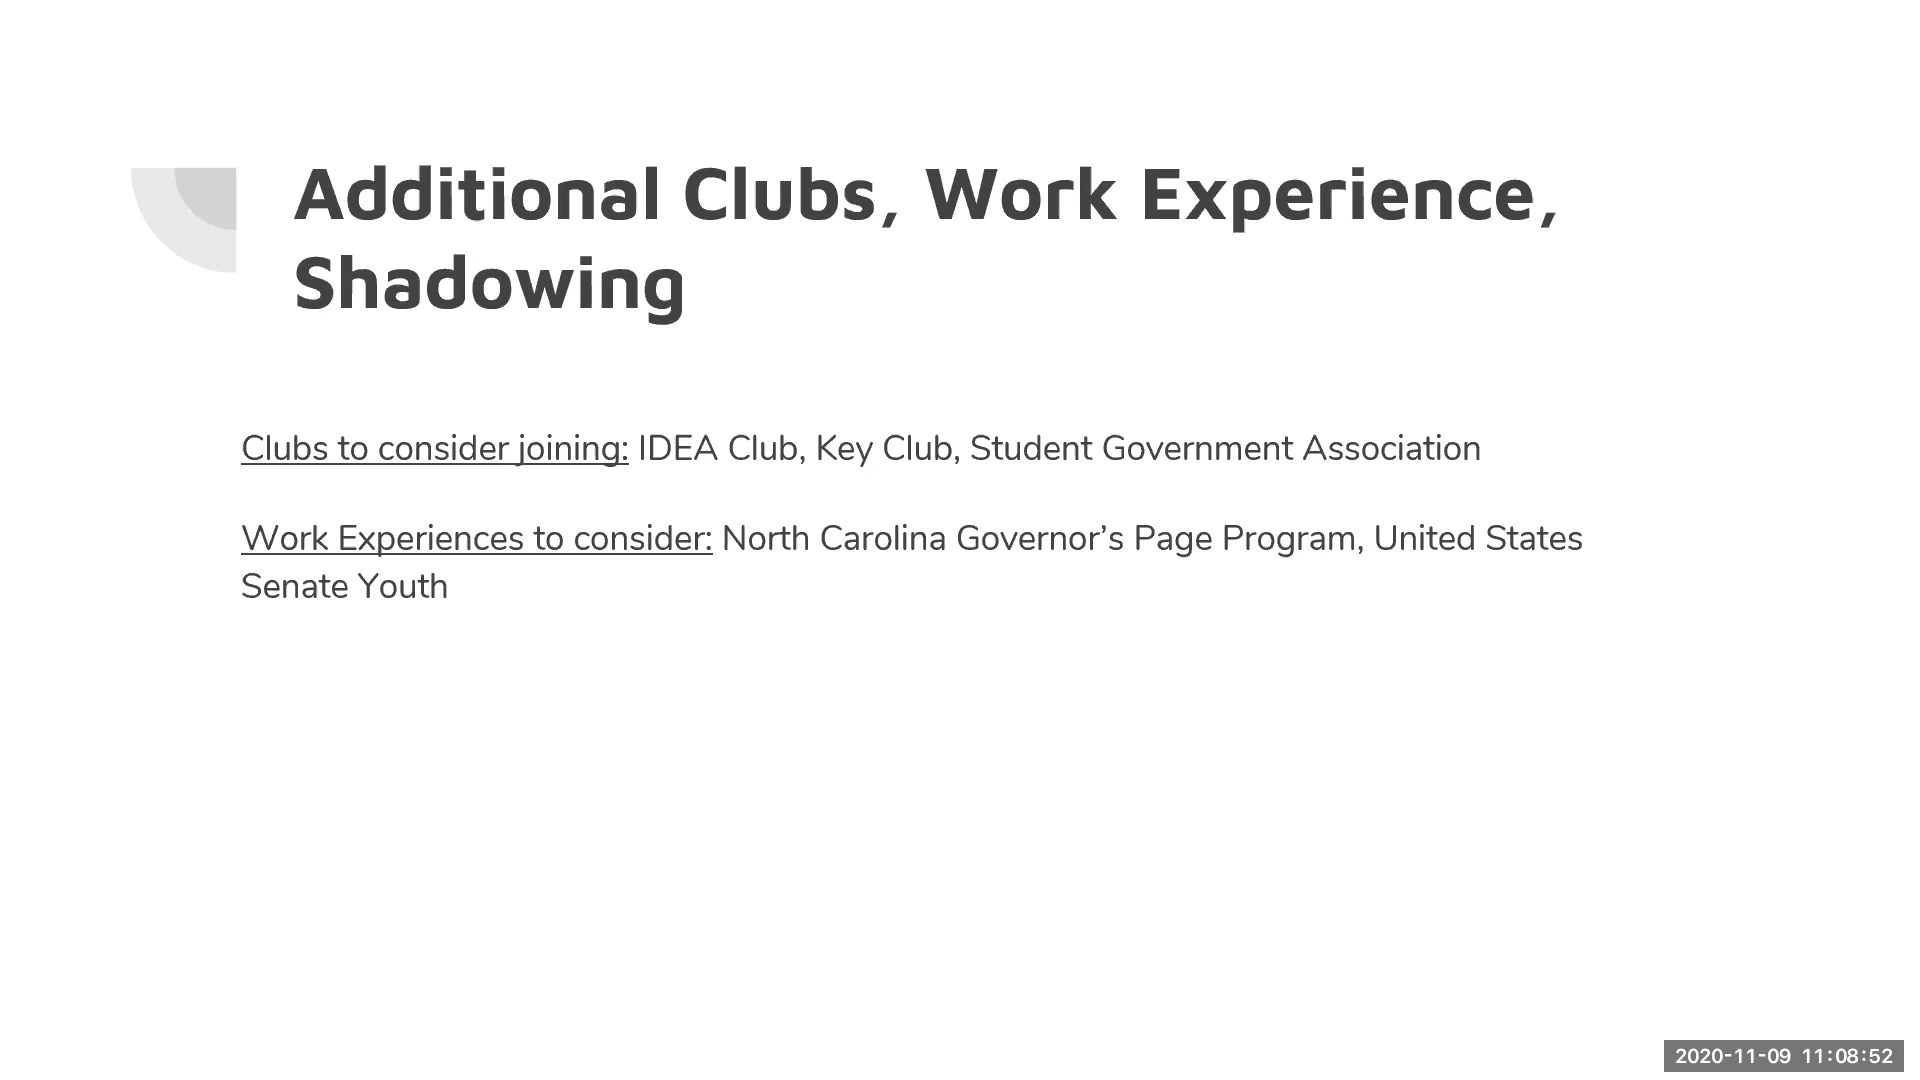 Additional Clubs, Work Experience,
Shadowing
Clubs to consider joining: IDEA Club, Key Club, Student Government Association
Work Experiences to consider: North Carolina Governor’s Page Program, United States
Senate Youth
2020-11-09 11:08:52